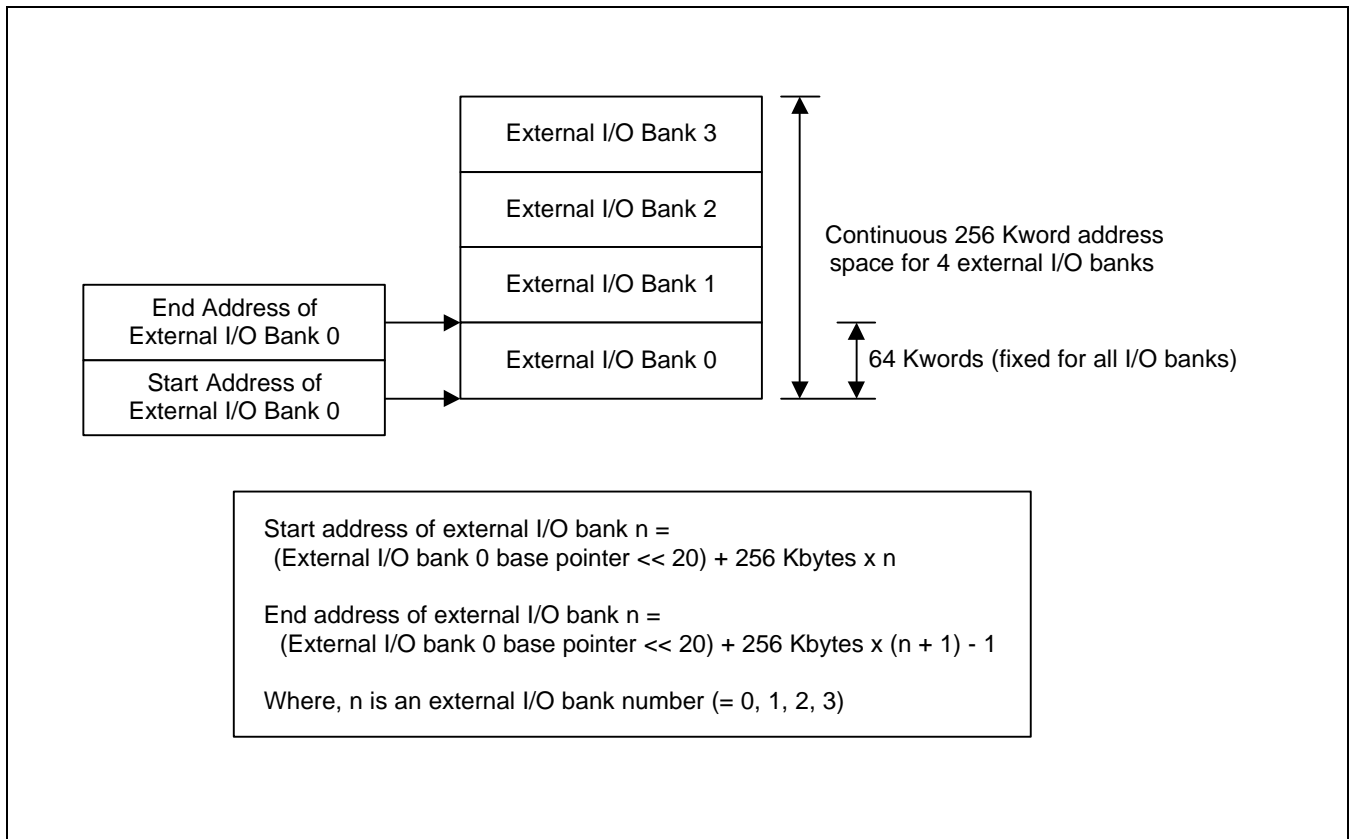 External I/O Bank 3
External I/O Bank 2
External I/O Bank 1
External I/O Bank 0
End Address of
External I/O Bank 0
Start Address of
External I/O Bank 0
Continuous 256 Kword address
space for 4 external I/O banks
64 Kwords (fixed for all I/O banks)
Start address of external I/O bank n =
(External I/O bank 0 base pointer << 20) + 256 Kbytes x n
End address of external I/O bank n =
(External I/O bank 0 base pointer << 20) + 256 Kbytes x (n + 1) - 1
Where, n is an external I/O bank number (= 0, 1, 2, 3)